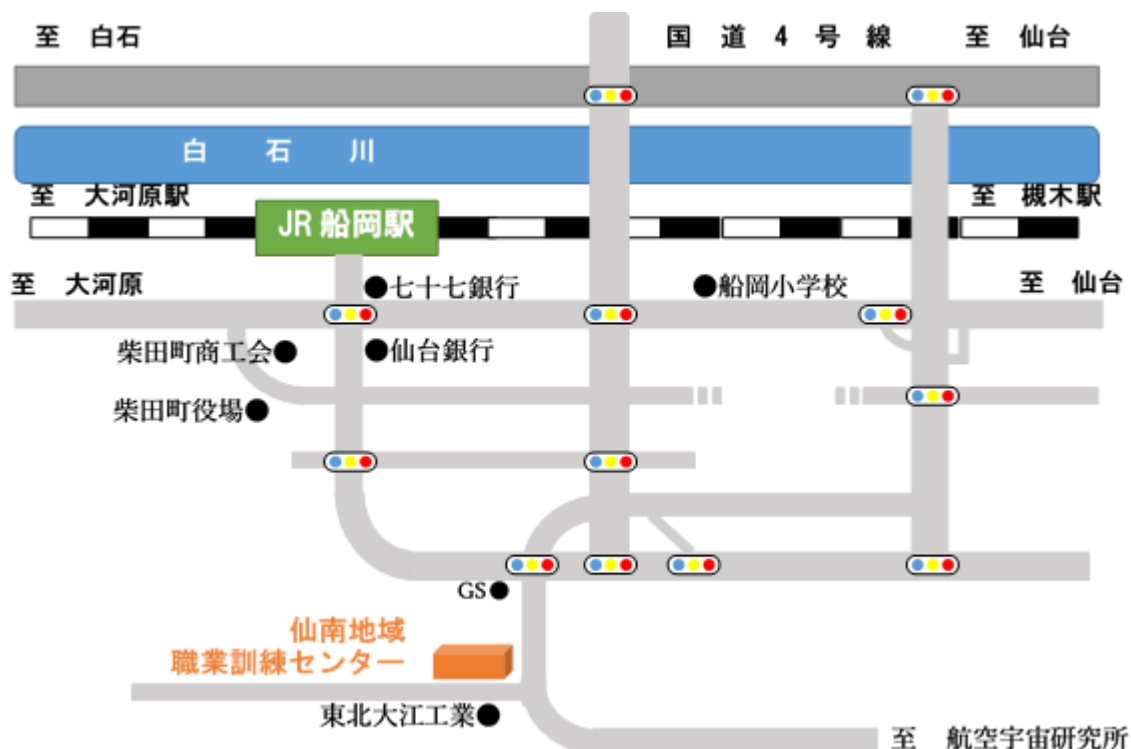 至 白石
国道4号線 至 仙台
白石川
至 大河原駅
至 槻木駅
JR 船岡駅
至 大河原
●七十七銀行
●船岡小学校
至 仙台
柴田町商工会●
●仙台銀行
柴田町役場●
GS●
仙南地域
職業訓練センター
東北大江工業●
至 航空宇宙研究所